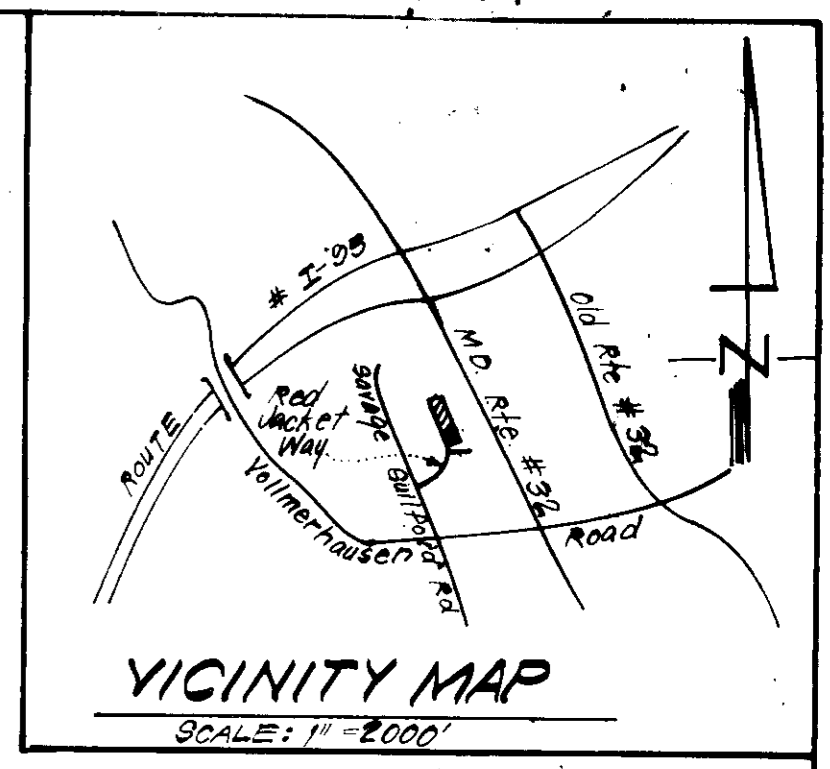 ROUTE # I-95
Red
Jacket
Way
Savage Guilford Rd
MD. Rte #32
Old Rte #32
Vollmerhausen Road
N
VICINITY MAP
SCALE: 1" = 2000'